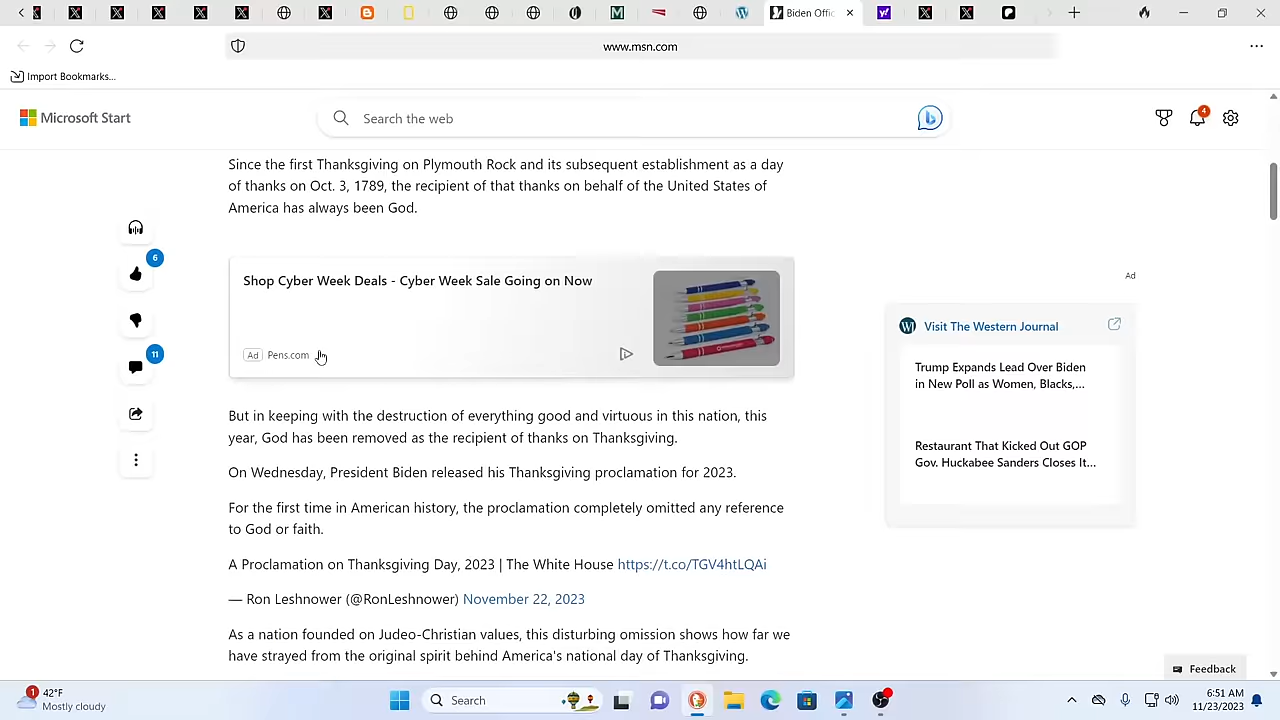 Biden Offic
www.msn.com
Import Bookmarks...
Microsoft Start
Search the web
4
Since the first Thanksgiving on Plymouth Rock and its subsequent establishment as a day
of thanks on Oct. 3, 1789, the recipient of that thanks on behalf of the United States of
America has always been God.
6
Shop Cyber Week Deals - Cyber Week Sale Going on Now
Ad Pens.com
Ad
Visit The Western Journal
Trump Expands Lead Over Biden
in New Poll as Women, Blacks,...
Restaurant That Kicked Out GOP
Gov. Huckabee Sanders Closes It...
11
But in keeping with the destruction of everything good and virtuous in this nation, this
year, God has been removed as the recipient of thanks on Thanksgiving.
On Wednesday, President Biden released his Thanksgiving proclamation for 2023.
For the first time in American history, the proclamation completely omitted any reference
to God or faith.
A Proclamation on Thanksgiving Day, 2023 | The White House https://t.co/TGV4htLQAi
— Ron Leshnower (@RonLeshnower) November 22, 2023
As a nation founded on Judeo-Christian values, this disturbing omission shows how far we
have strayed from the original spirit behind America's national day of Thanksgiving.
Feedback
1
42°F
Mostly cloudy
Search
6:51 AM
11/23/2023